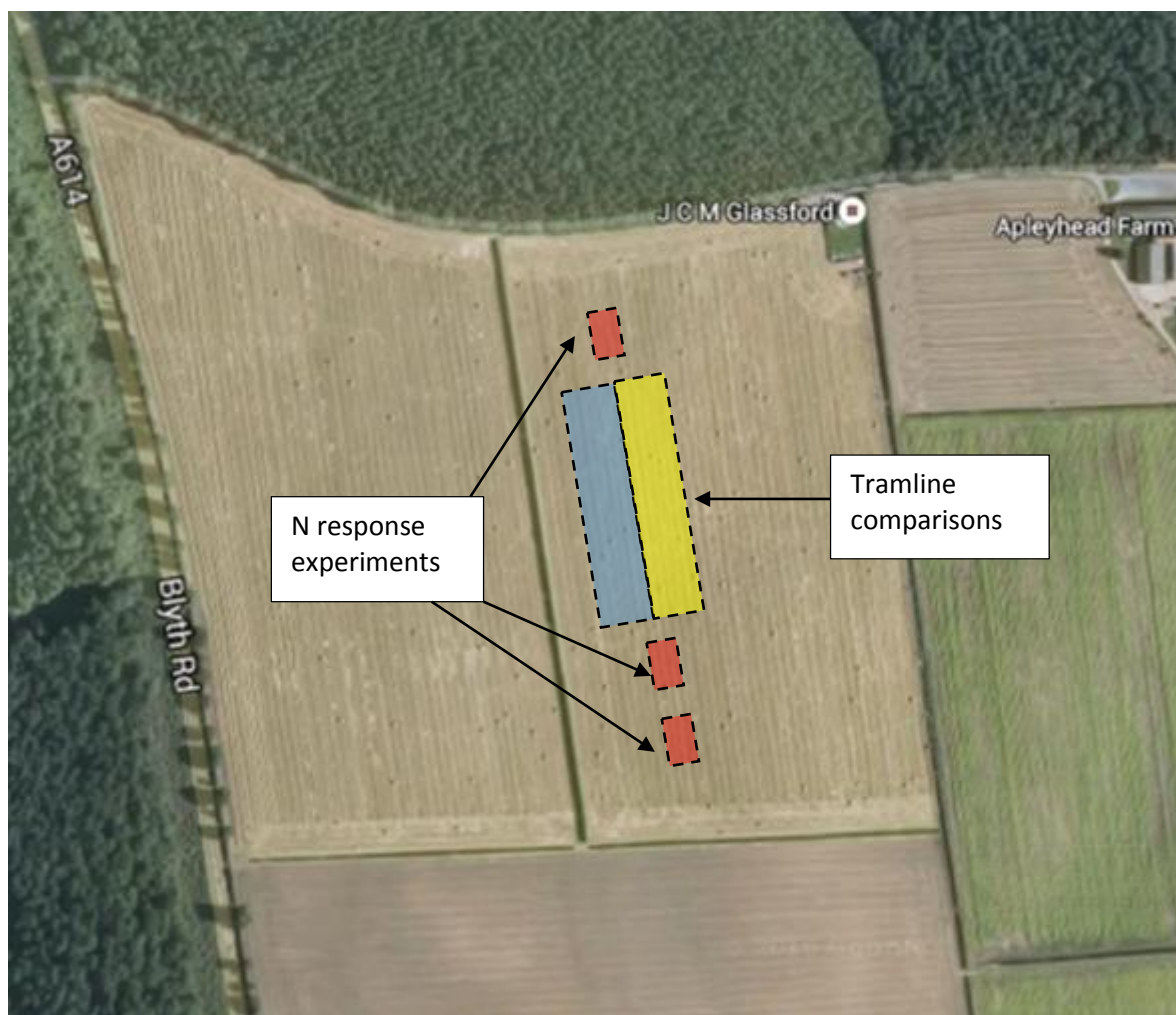 A614
J C M Glassford
Apleyhead Farm
Tramline
comparisons
N response
experiments
Blyth Rd